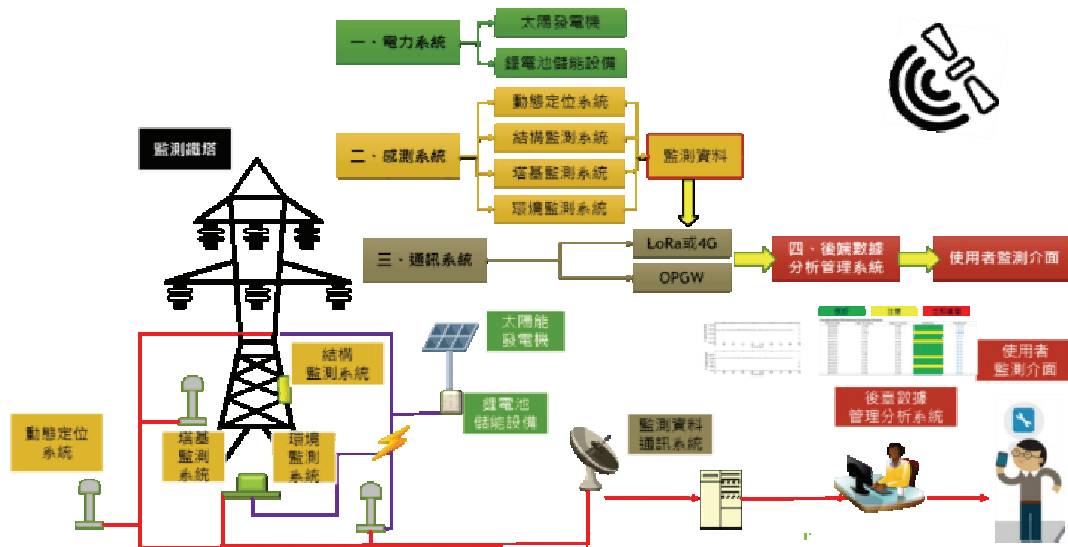 一、電力系統
太陽發電機
鋰電池儲能設備
監測鐵塔
二、感測系統
動態定位系統
結構監測系統
塔基監測系統
環境監測系統
監測資料
三、通訊系統
LoRa或4G
OPGW
四、後端數據
分析管理系統
使用者監測介面
太陽能
發電機
結構
監測系統
鋰電池
儲能設備
動態定位
系統
塔基
監測
系統
環境
監測
系統
監測資料
通訊系統
後臺數據
管理分析系統
使用者
監測介面